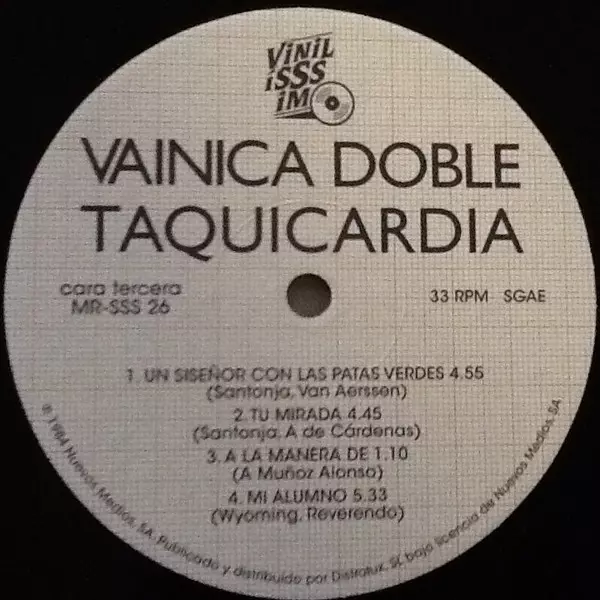 VINIL
ISSS
IMO
VAINICA DOBLE
TAQUICARDIA
cara tercera
MR-SSS 26
33 RPM SGAE
1. UN SISEÑOR CON LAS PATAS VERDES 4.55
(Santonja, Van Aerssen)
2. TU MIRADA 4.45
(Santonja, A de Cárdenas)
3. A LA MANERA DE 1.10
(A Muñoz Alonso)
4. MI ALUMNO 5.33
(Wyoming, Reverendo)
℗ 1984 Nuevos Medios, SA. Publicado y distribuido por Distrolux, SL bajo licencia de Nuevos Medios, SA